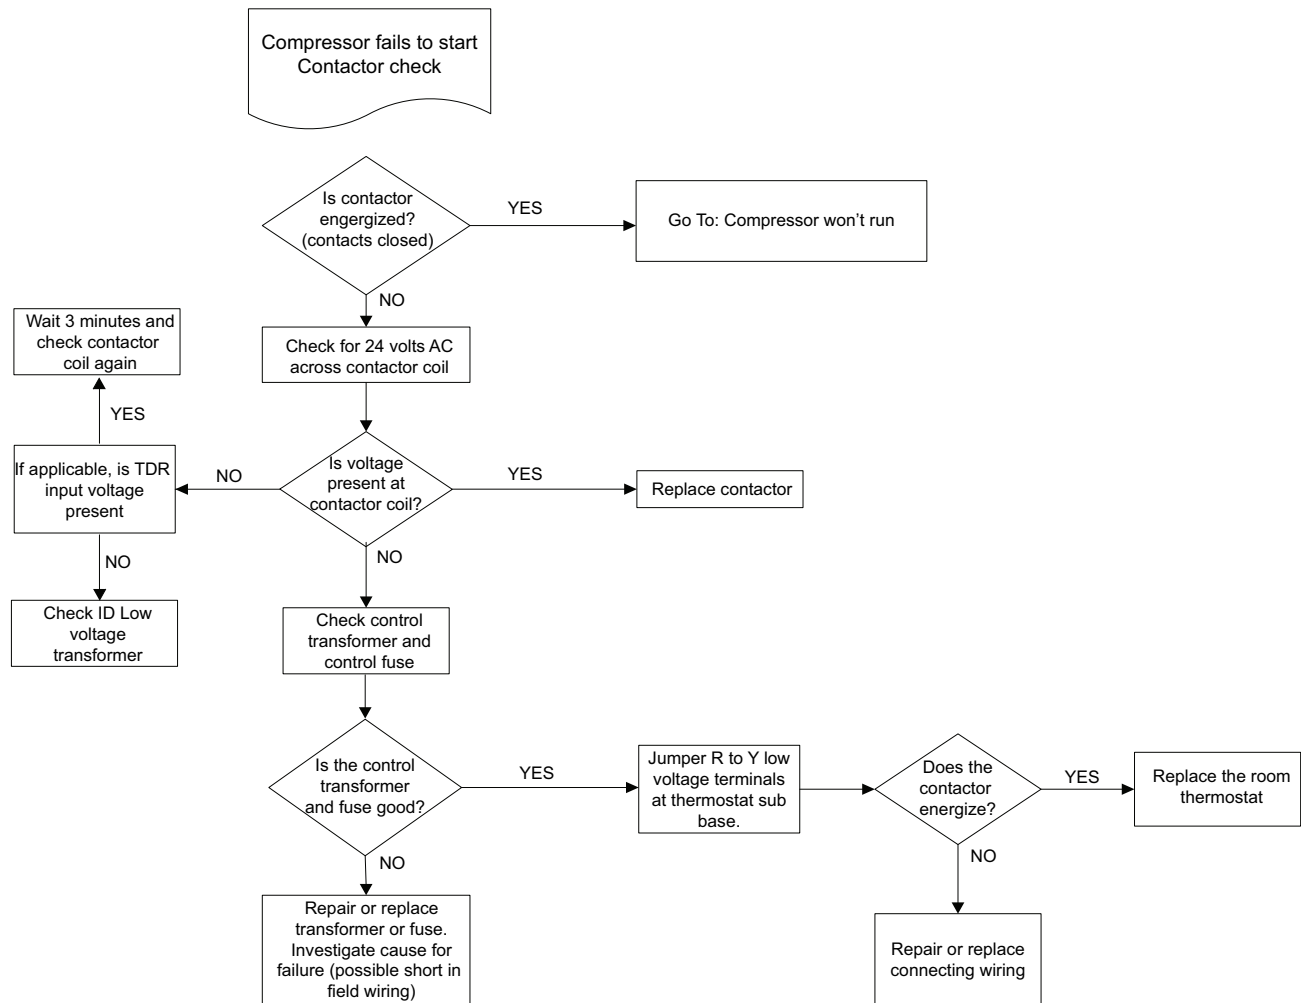 Compressor fails to start
Contactor check
Is contactor
engergized?
(contacts closed)
YES
Go To: Compressor won’t run
NO
Wait 3 minutes and
check contactor
coil again
Check for 24 volts AC
across contactor coil
YES
If applicable, is TDR
input voltage
present
NO
Is voltage
present at
contactor coil?
YES
Replace contactor
NO
NO
Check ID Low
voltage
transformer
Check control
transformer and
control fuse
Is the control
transformer
and fuse good?
YES
Jumper R to Y low
voltage terminals
at thermostat sub
base.
Does the
contactor
energize?
YES
Replace the room
thermostat
NO
NO
Repair or replace
transformer or fuse.
Investigate cause for
failure (possible short in
field wiring)
Repair or replace
connecting wiring